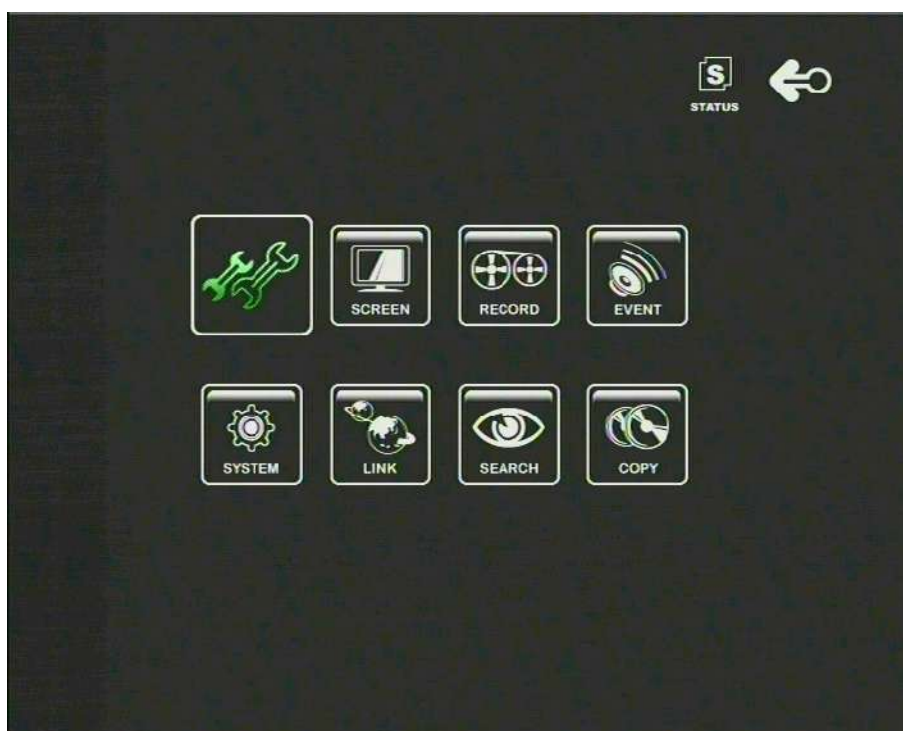 S
STATUS
SCREEN
RECORD
EVENT
SYSTEM
LINK
SEARCH
COPY